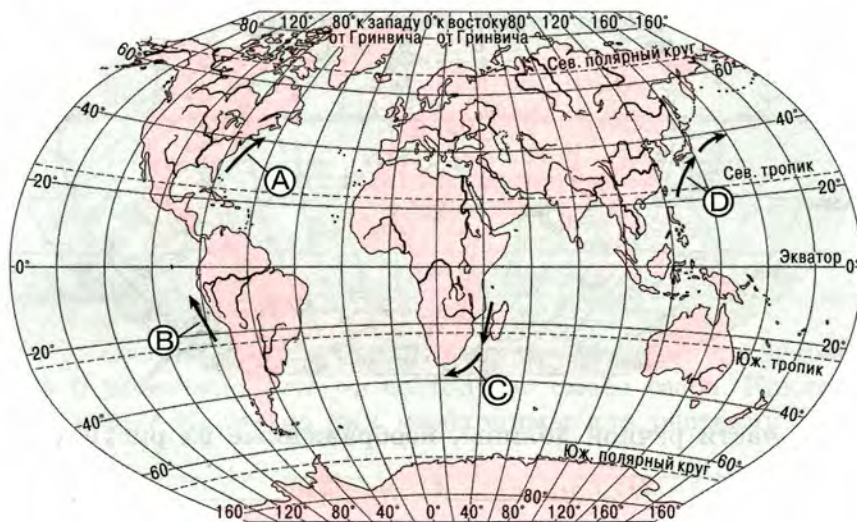 80° 120° 80° к западу 0° к востоку 80° 120° 160° 160°
от Гринвича от Гринвича
60° Сев. полярный круг 60°
40° 40°
A
D
Сев. тропик
20° 20°
Экватор
0° 0°
B
20° 20°
Юж. тропик
C
40° 40°
60° Юж. полярный круг 60°
80° 80°
160° 120° 80° 40° 0° 40° 80° 120° 160°